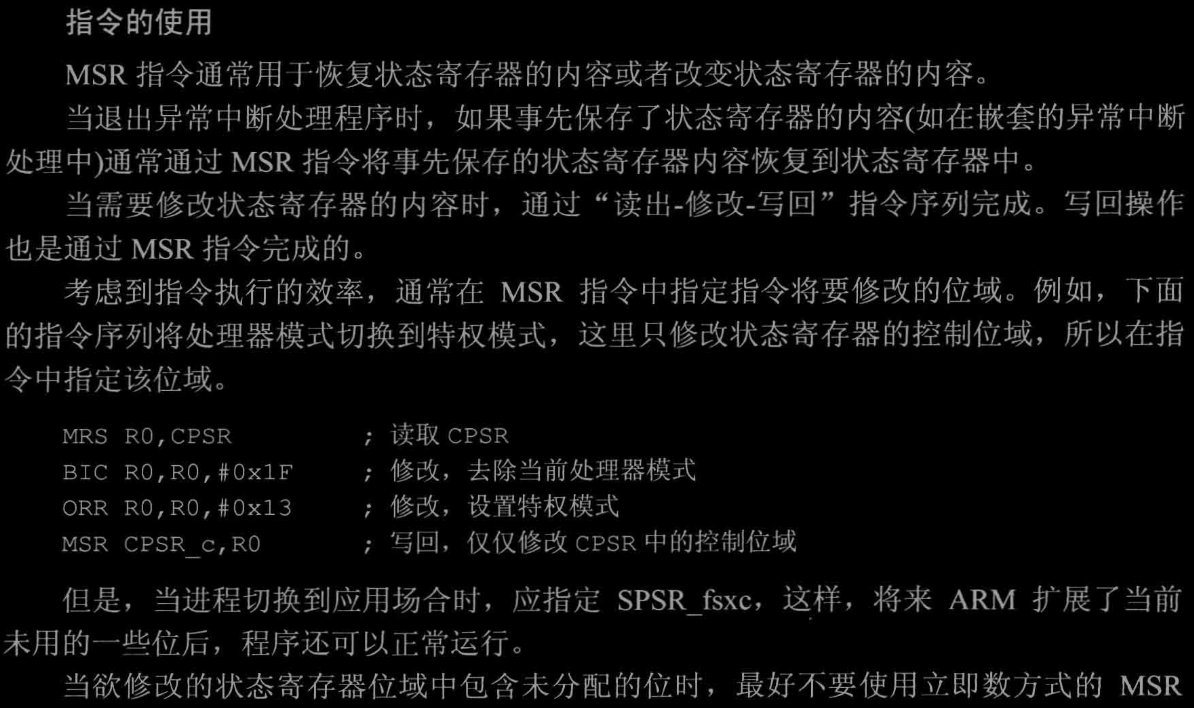 指令的使用
MSR 指令通常用于恢复状态寄存器的内容或者改变状态寄存器的内容。
当退出异常中断处理程序时，如果事先保存了状态寄存器的内容(如在嵌套的异常中断
处理中)通常通过 MSR 指令将事先保存的状态寄存器内容恢复到状态寄存器中。
当需要修改状态寄存器的内容时，通过“读出-修改-写回”指令序列完成。写回操作
也是通过 MSR 指令完成的。
考虑到指令执行的效率，通常在 MSR 指令中指定指令将要修改的位域。例如，下面
的指令序列将处理器模式切换到特权模式，这里只修改状态寄存器的控制位域，所以在指
令中指定该位域。
MRS R0,CPSR ; 读取 CPSR
BIC R0,R0,#0x1F ; 修改，去除当前处理器模式
ORR R0,R0,#0x13 ; 修改，设置特权模式
MSR CPSR_c,R0 ; 写回，仅仅修改 CPSR 中的控制位域
但是，当进程切换到应用场合时，应指定 SPSR_fsxc，这样，将来 ARM 扩展了当前
未用的一些位后，程序还可以正常运行。
当欲修改的状态寄存器位域中包含未分配的位时，最好不要使用立即数方式的 MSR